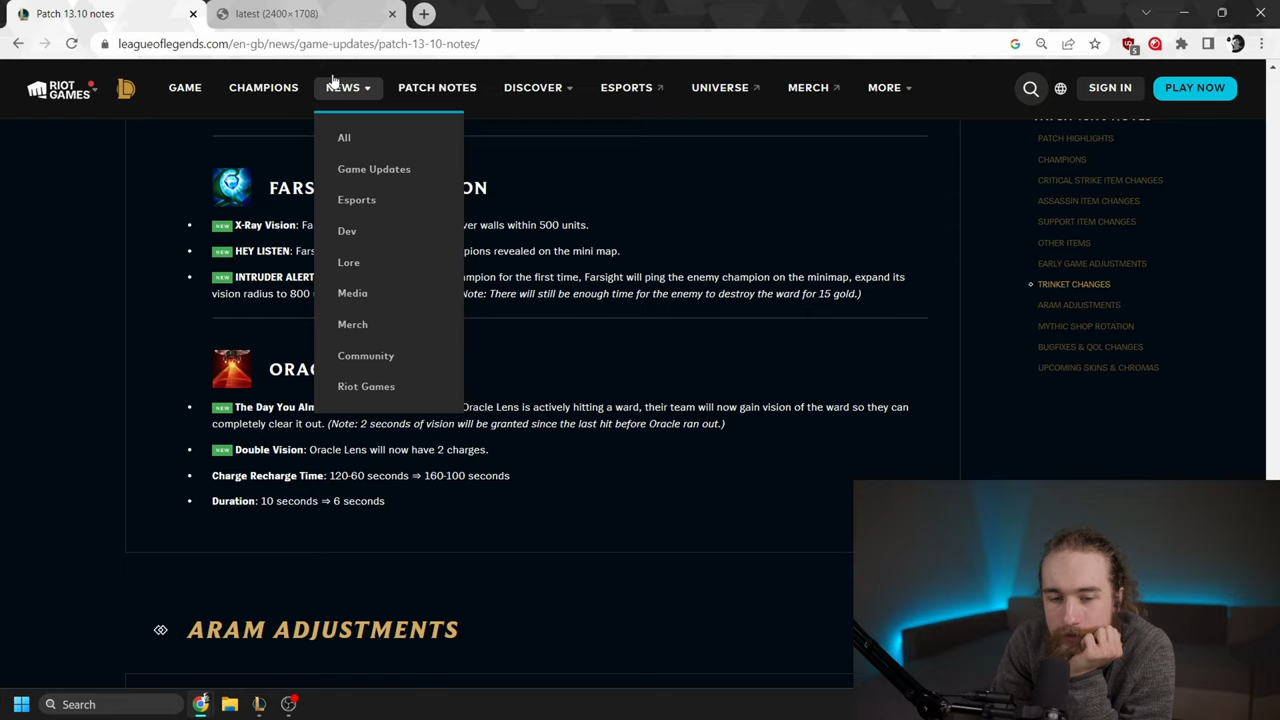 Patch 13.10 notes
latest (2400×1708)
leagueoflegends.com/en-gb/news/game-updates/patch-13-10-notes/
5
RIOT GAMES
GAME
CHAMPIONS
NEWS
PATCH NOTES
DISCOVER
ESPORTS
UNIVERSE
MERCH
MORE
SIGN IN
PLAY NOW
All
Game Updates
Esports
Dev
Lore
Media
Merch
Community
Riot Games
FARS ON
NEW X-Ray Vision: Fa ver walls within 500 units.
NEW HEY LISTEN: Fars pions revealed on the mini map.
NEW INTRUDER ALERT mpion for the first time, Farsight will ping the enemy champion on the minimap, expand its
vision radius to 800 Note: There will still be enough time for the enemy to destroy the ward for 15 gold.)
ORAC
NEW The Day You Alm Oracle Lens is actively hitting a ward, their team will now gain vision of the ward so they can
completely clear it out. (Note: 2 seconds of vision will be granted since the last hit before Oracle ran out.)
NEW Double Vision: Oracle Lens will now have 2 charges.
Charge Recharge Time: 120-60 seconds ⇒ 160-100 seconds
Duration: 10 seconds ⇒ 6 seconds
ARAM ADJUSTMENTS
PATCH HIGHLIGHTS
CHAMPIONS
CRITICAL STRIKE ITEM CHANGES
ASSASSIN ITEM CHANGES
SUPPORT ITEM CHANGES
OTHER ITEMS
EARLY GAME ADJUSTMENTS
TRINKET CHANGES
ARAM ADJUSTMENTS
MYTHIC SHOP ROTATION
BUGFIXES & QOL CHANGES
UPCOMING SKINS & CHROMAS
Search